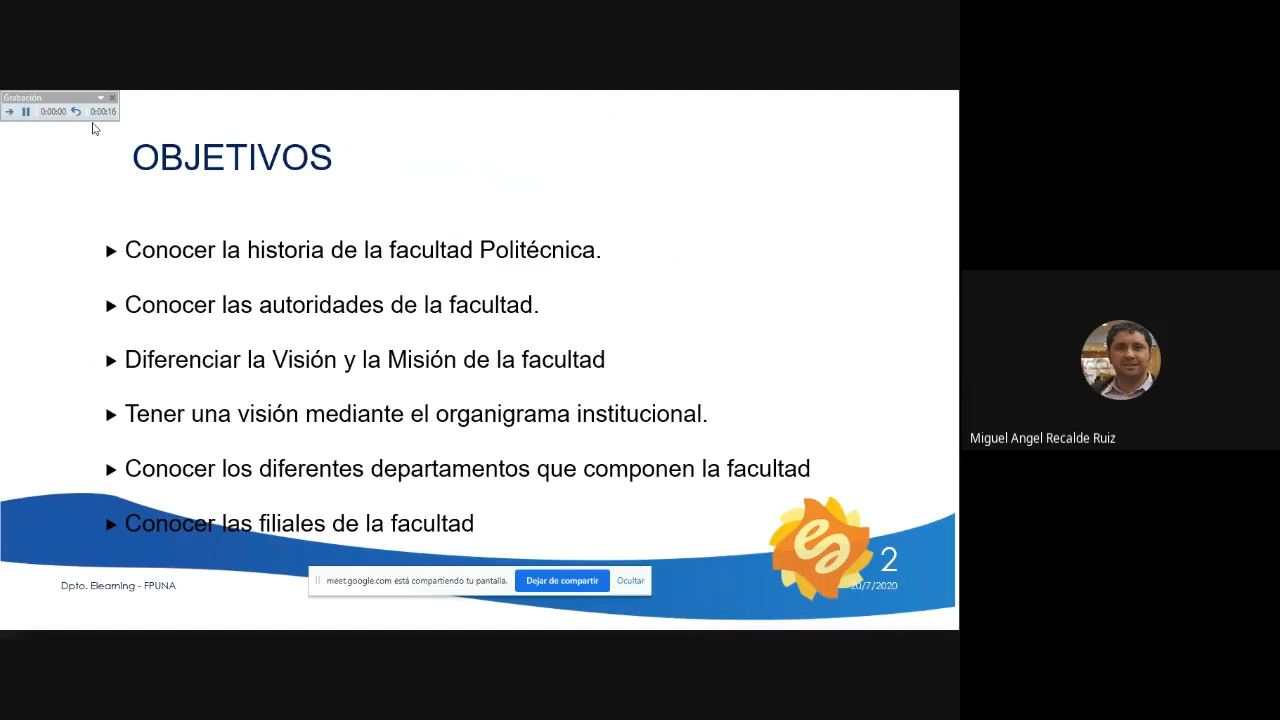 Grabación
0:00:00 0:00:16
OBJETIVOS
Conocer la historia de la facultad Politécnica.
Conocer las autoridades de la facultad.
Diferenciar la Visión y la Misión de la facultad
Tener una visión mediante el organigrama institucional.
Miguel Angel Recalde Ruiz
Conocer los diferentes departamentos que componen la facultad
Conocer las filiales de la facultad
2
Dpto. Elearning - FPUNA
meet.google.com está compartiendo tu pantalla. Dejar de compartir Ocultar
20/7/2020